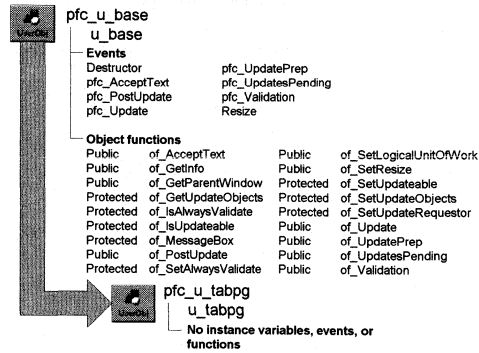 UserObj
pfc_u_base
u_base
Events
Destructor pfc_UpdatePrep
pfc_AcceptText pfc_UpdatesPending
pfc_PostUpdate pfc_Validation
pfc_Update Resize
Object functions
Public of_AcceptText Public of_SetLogicalUnitOfWork
Public of_GetInfo Public of_SetResize
Public of_GetParentWindow Protected of_SetUpdateable
Protected of_GetUpdateObjects Protected of_SetUpdateObjects
Protected of_IsAlwaysValidate Protected of_SetUpdateRequestor
Protected of_IsUpdateable Public of_Update
Protected of_MessageBox Public of_UpdatePrep
Public of_PostUpdate Public of_UpdatesPending
Protected of_SetAlwaysValidate Public of_Validation
UserObj
pfc_u_tabpg
u_tabpg
No instance variables, events, or
functions